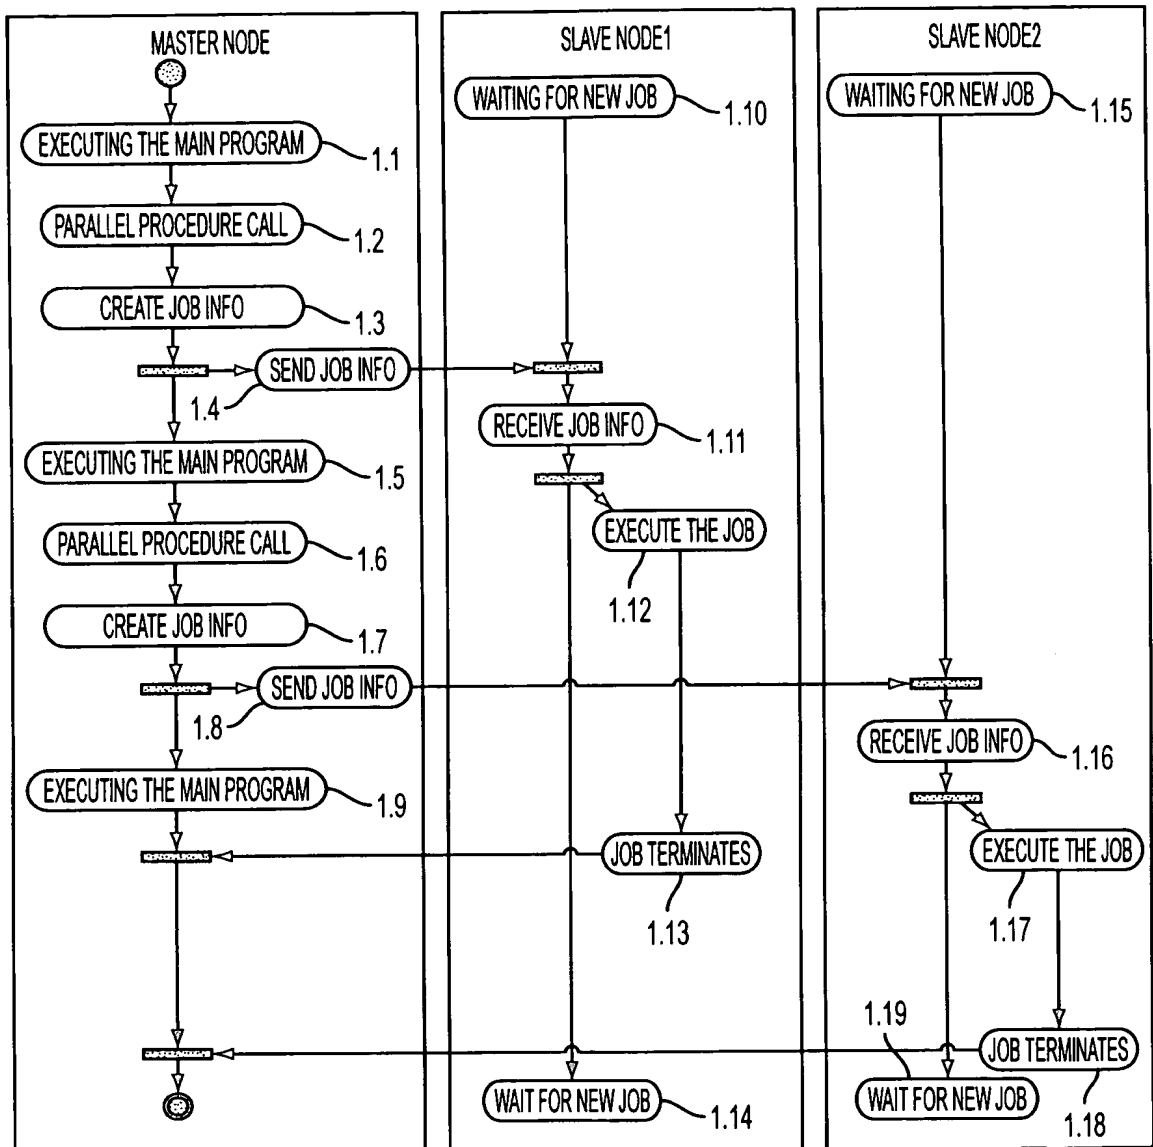 MASTER NODE
EXECUTING THE MAIN PROGRAM
1.1
PARALLEL PROCEDURE CALL
1.2
CREATE JOB INFO
1.3
SEND JOB INFO
1.4
EXECUTING THE MAIN PROGRAM
1.5
PARALLEL PROCEDURE CALL
1.6
CREATE JOB INFO
1.7
SEND JOB INFO
1.8
EXECUTING THE MAIN PROGRAM
1.9
SLAVE NODE1
WAITING FOR NEW JOB
1.10
RECEIVE JOB INFO
1.11
EXECUTE THE JOB
1.12
JOB TERMINATES
1.13
WAIT FOR NEW JOB
1.14
SLAVE NODE2
WAITING FOR NEW JOB
1.15
RECEIVE JOB INFO
1.16
EXECUTE THE JOB
1.17
1.19
JOB TERMINATES
1.18
WAIT FOR NEW JOB